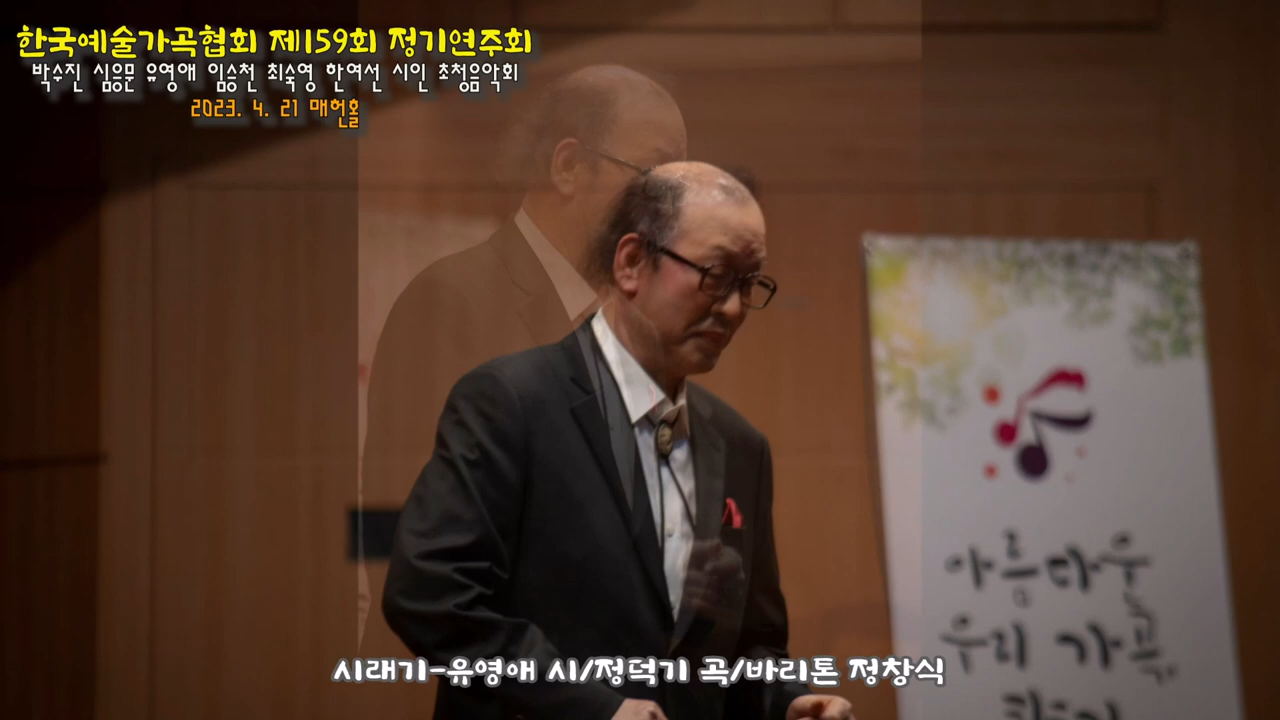 한국예술가곡협회 제159회 정기연주회
박수진 심응문 유영애 임승천 최숙영 한여선 시인 초청음악회
2023. 4. 21 매헌홀
아름다운
우리 가곡
시래기-유영애 시/정덕기 곡/바리톤 정창식